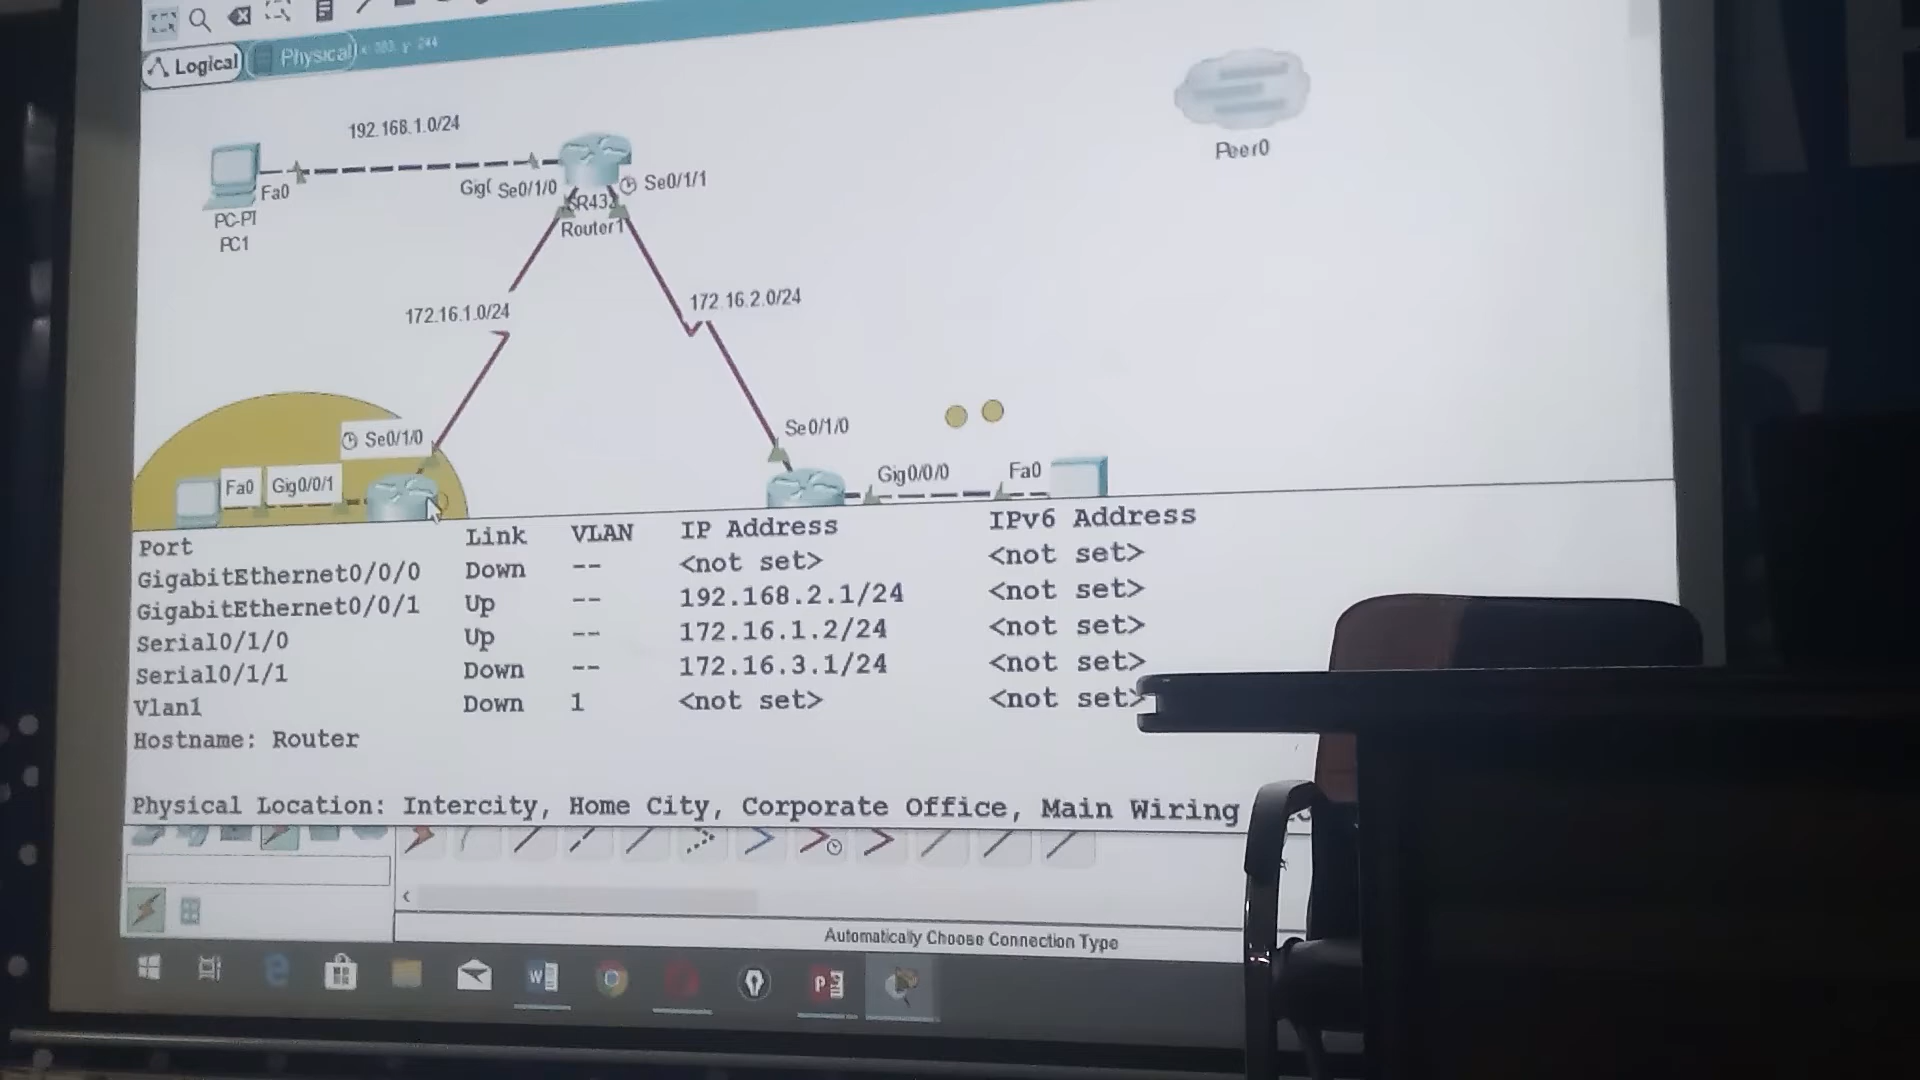 Logical
Physical
x: 883, y: 244
192.168.1.0/24
Peer0
Fa0
Gig(
Se0/1/0
Se0/1/1
PC-PT
PC1
Router1
172.16.1.0/24
172.16.2.0/24
Se0/1/0
Se0/1/0
Fa0
Gig0/0/1
Gig0/0/0
Fa0
Port Link VLAN IP Address IPv6 Address
GigabitEthernet0/0/0 Down -- <not set> <not set>
GigabitEthernet0/0/1 Up -- 192.168.2.1/24 <not set>
Serial0/1/0 Up -- 172.16.1.2/24 <not set>
Serial0/1/1 Down -- 172.16.3.1/24 <not set>
Vlan1 Down 1 <not set> <not set>
Hostname: Router
Physical Location: Intercity, Home City, Corporate Office, Main Wiring
Automatically Choose Connection Type